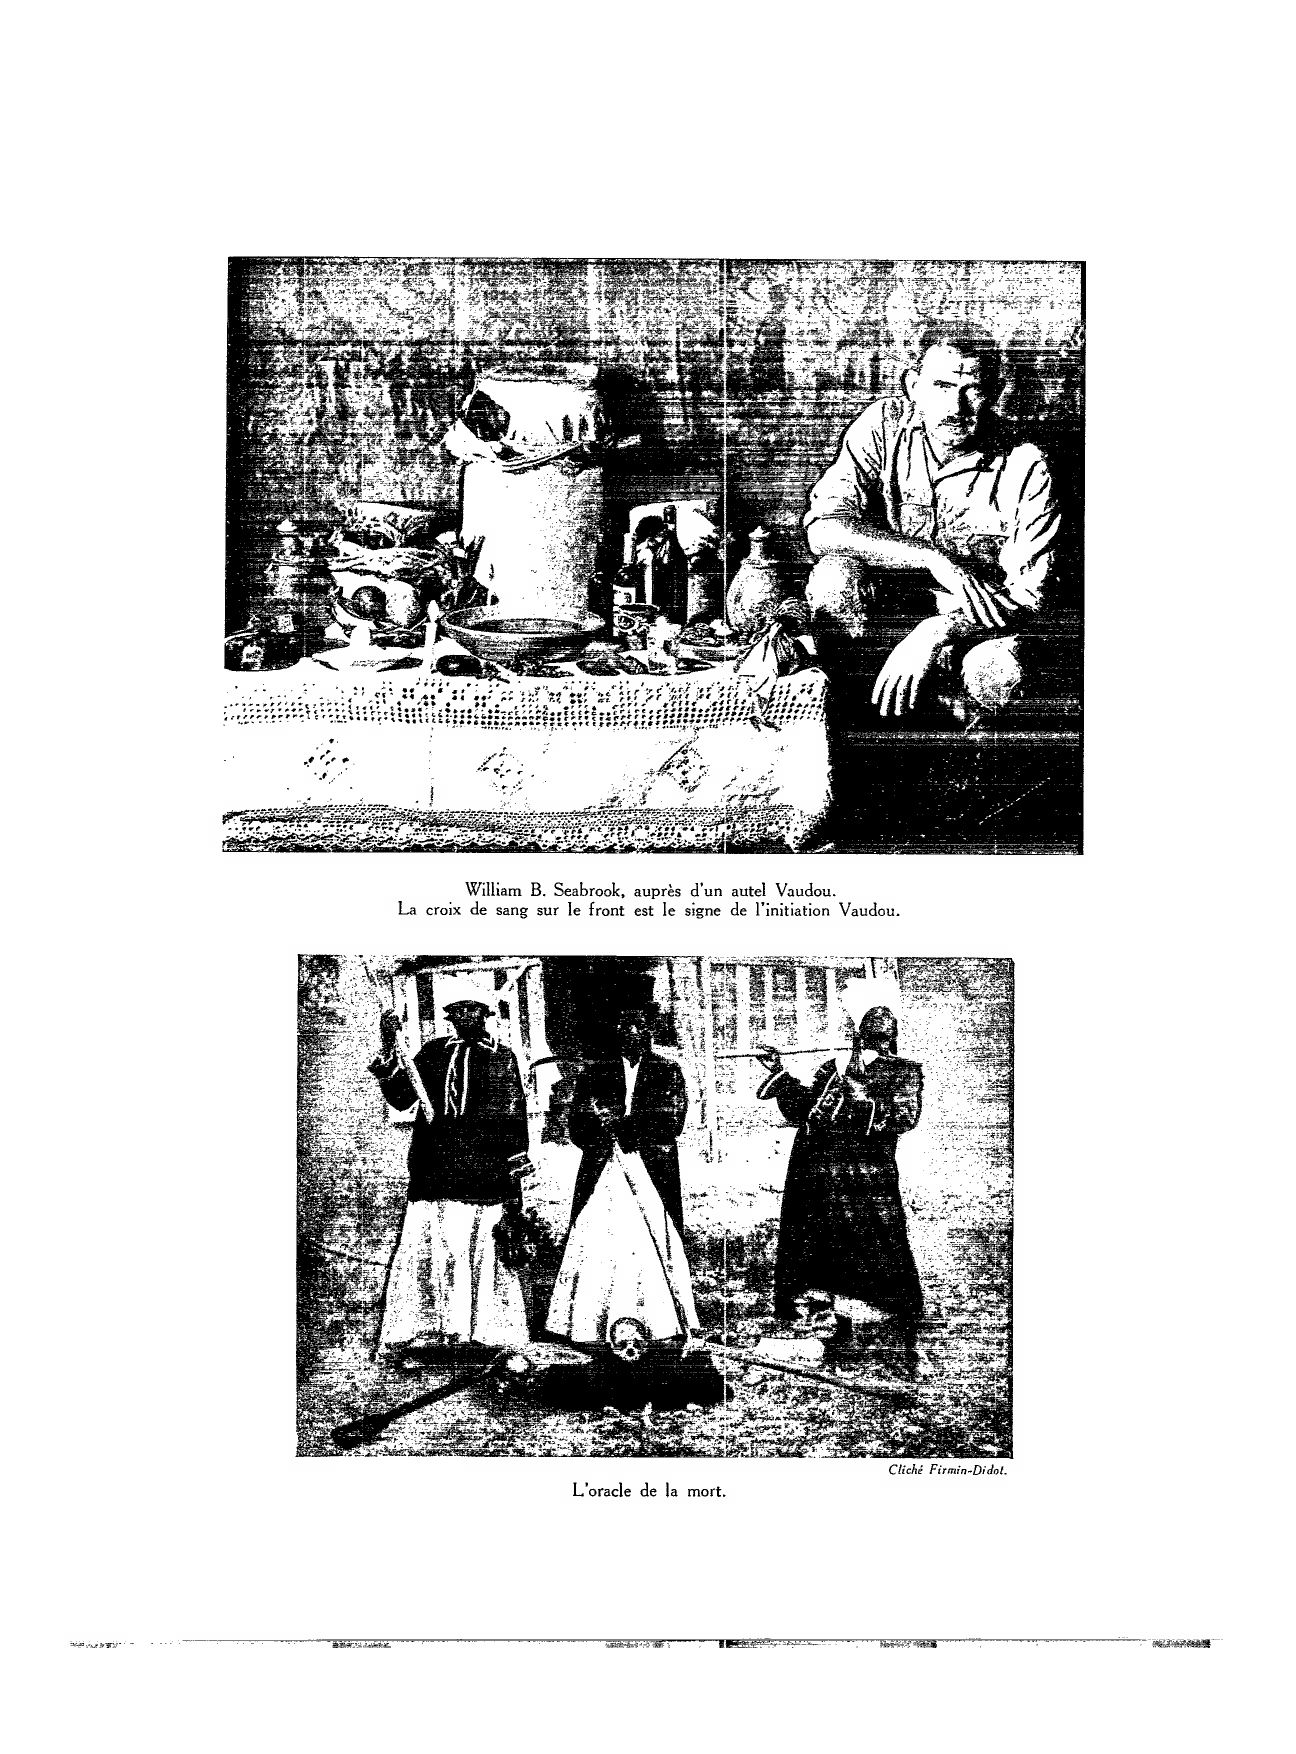 William B. Seabrook, auprès d'un autel Vaudou.
La croix de sang sur le front est le signe de l'initiation Vaudou.
Cliché Firmin-Didot.
L'oracle de la mort.